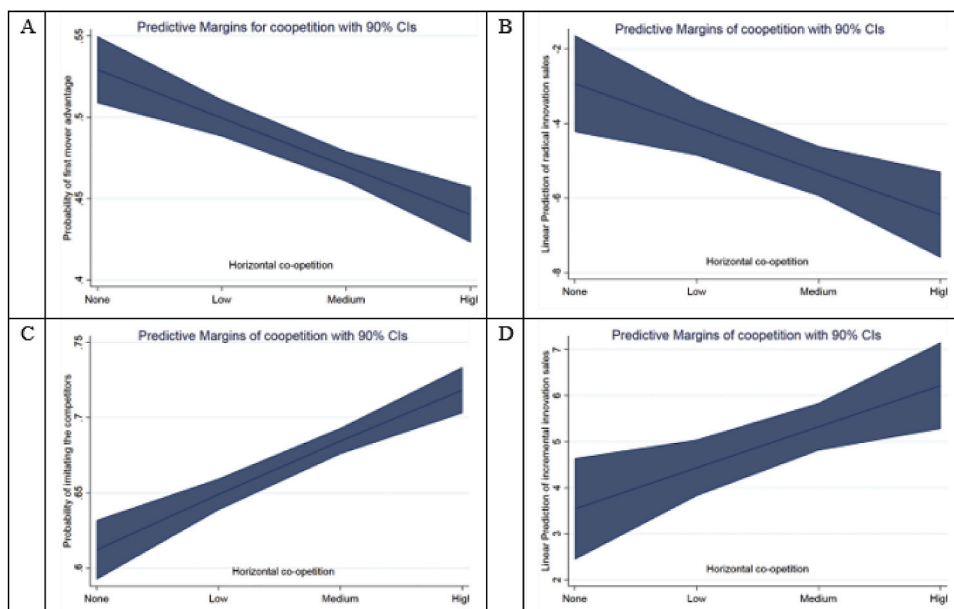 A
Predictive Margins for coopetition with 90% CIs
Probability of first mover advantage
.55
.5
.45
.4
Horizontal co-opetition
None Low Medium Higl
B
Predictive Margins of coopetition with 90% CIs
Linear Prediction of radical innovation sales
-2
-4
-6
-8
Horizontal co-opetition
None Low Medium Higl
C
Predictive Margins of coopetition with 90% CIs
Probability of imitating the competitors
.75
.7
.65
.6
Horizontal co-opetition
None Low Medium Higl
D
Predictive Margins of coopetition with 90% CIs
Linear Prediction of incremental innovation sales
7
6
5
4
3
2
Horizontal co-opetition
None Low Medium Higl